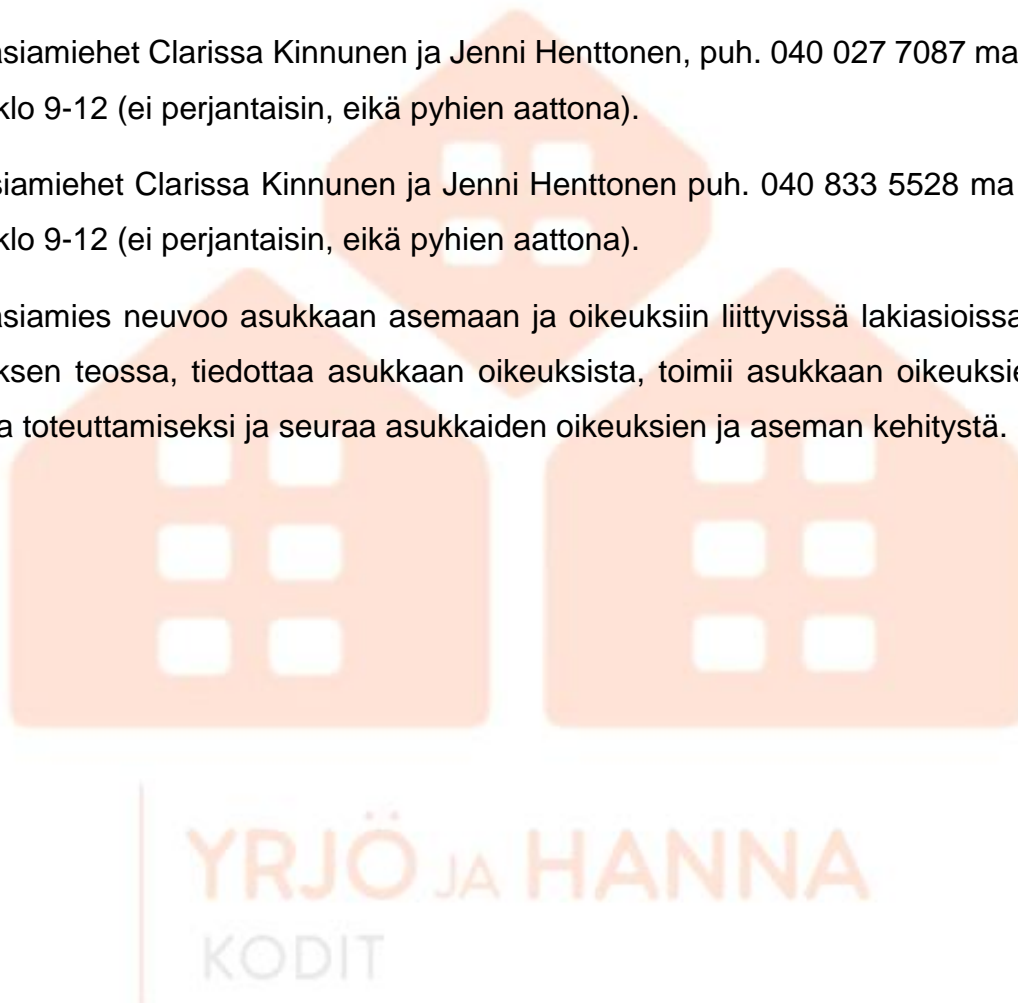 asiamiehet Clarissa Kinnunen ja Jenni Henttonen, puh. 040 027 7087 ma
klo 9-12 (ei perjantaisin, eikä pyhien aattona).
siamiehet Clarissa Kinnunen ja Jenni Henttonen puh. 040 833 5528 ma
klo 9-12 (ei perjantaisin, eikä pyhien aattona).
asiamies neuvoo asukkaan asemaan ja oikeuksiin liittyvissä lakiasioissa
ksen teossa, tiedottaa asukkaan oikeuksista, toimii asukkaan oikeuksie
a toteuttamiseksi ja seuraa asukkaiden oikeuksien ja aseman kehitystä.
YRJÖ JA HANNA
KODIT